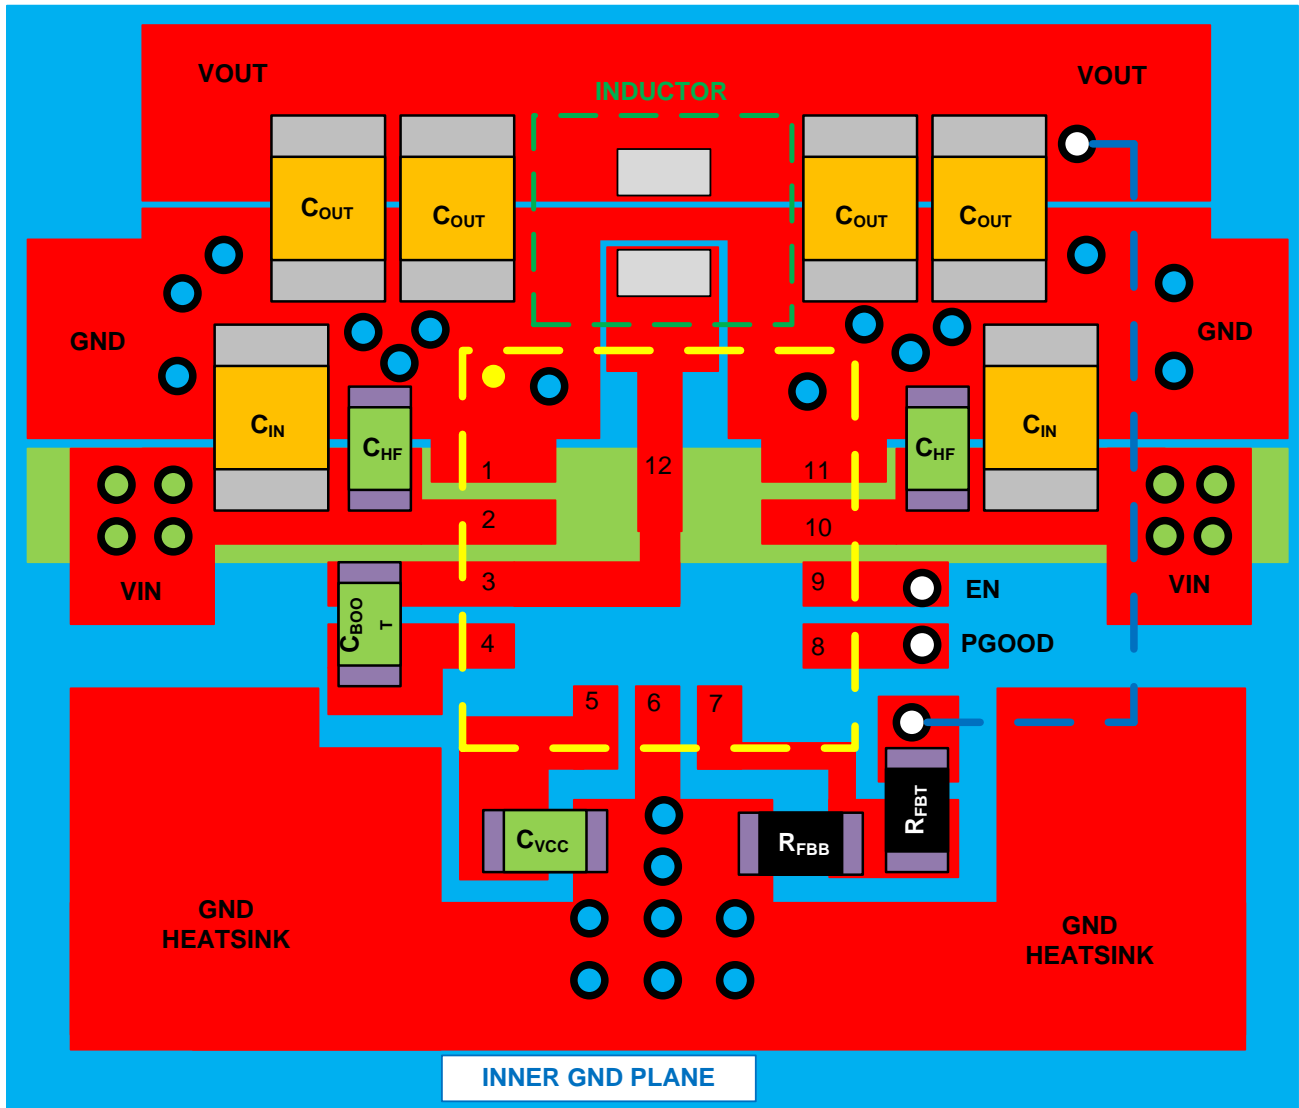 VOUT
VOUT
INDUCTOR
COUT
COUT
COUT
COUT
GND
GND
CIN
CHF
CHF
CIN
1
12
11
2
10
VIN
3
9
EN
VIN
CBOO
T
4
8
PGOOD
5
6
7
RFBT
CVCC
RFBB
GND
HEATSINK
GND
HEATSINK
INNER GND PLANE